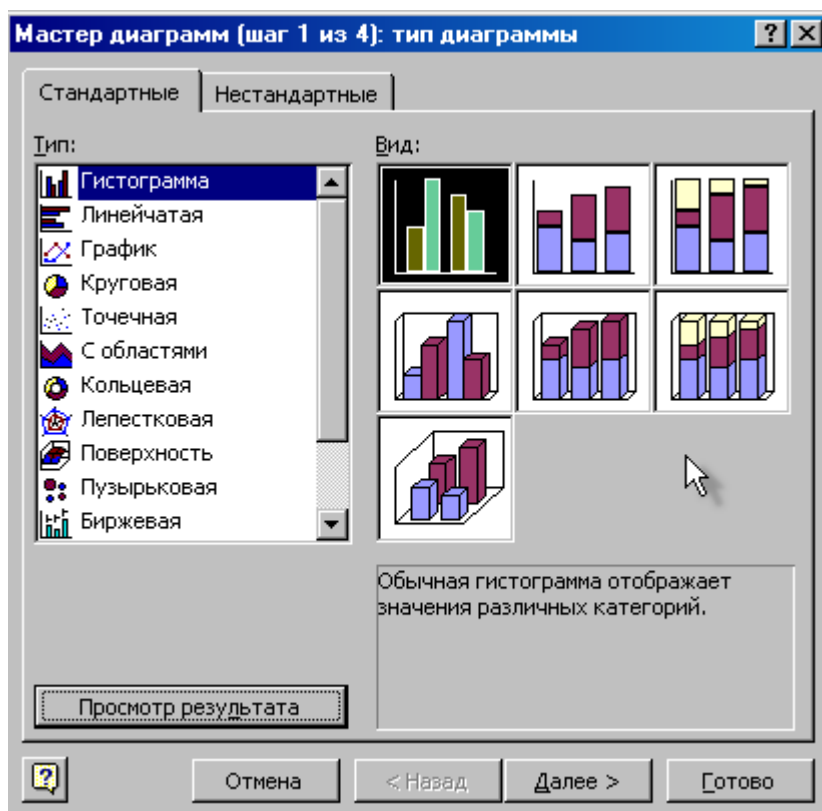 Мастер диаграмм (шаг 1 из 4): тип диаграммы
Стандартные
Нестандартные
Тип:
Вид:
Гистограмма
Линейчатая
График
Круговая
Точечная
С областями
Кольцевая
Лепестковая
Поверхность
Пузырьковая
Биржевая
Обычная гистограмма отображает
значения различных категорий.
Просмотр результата
Отмена
< Назад
Далее >
Готово